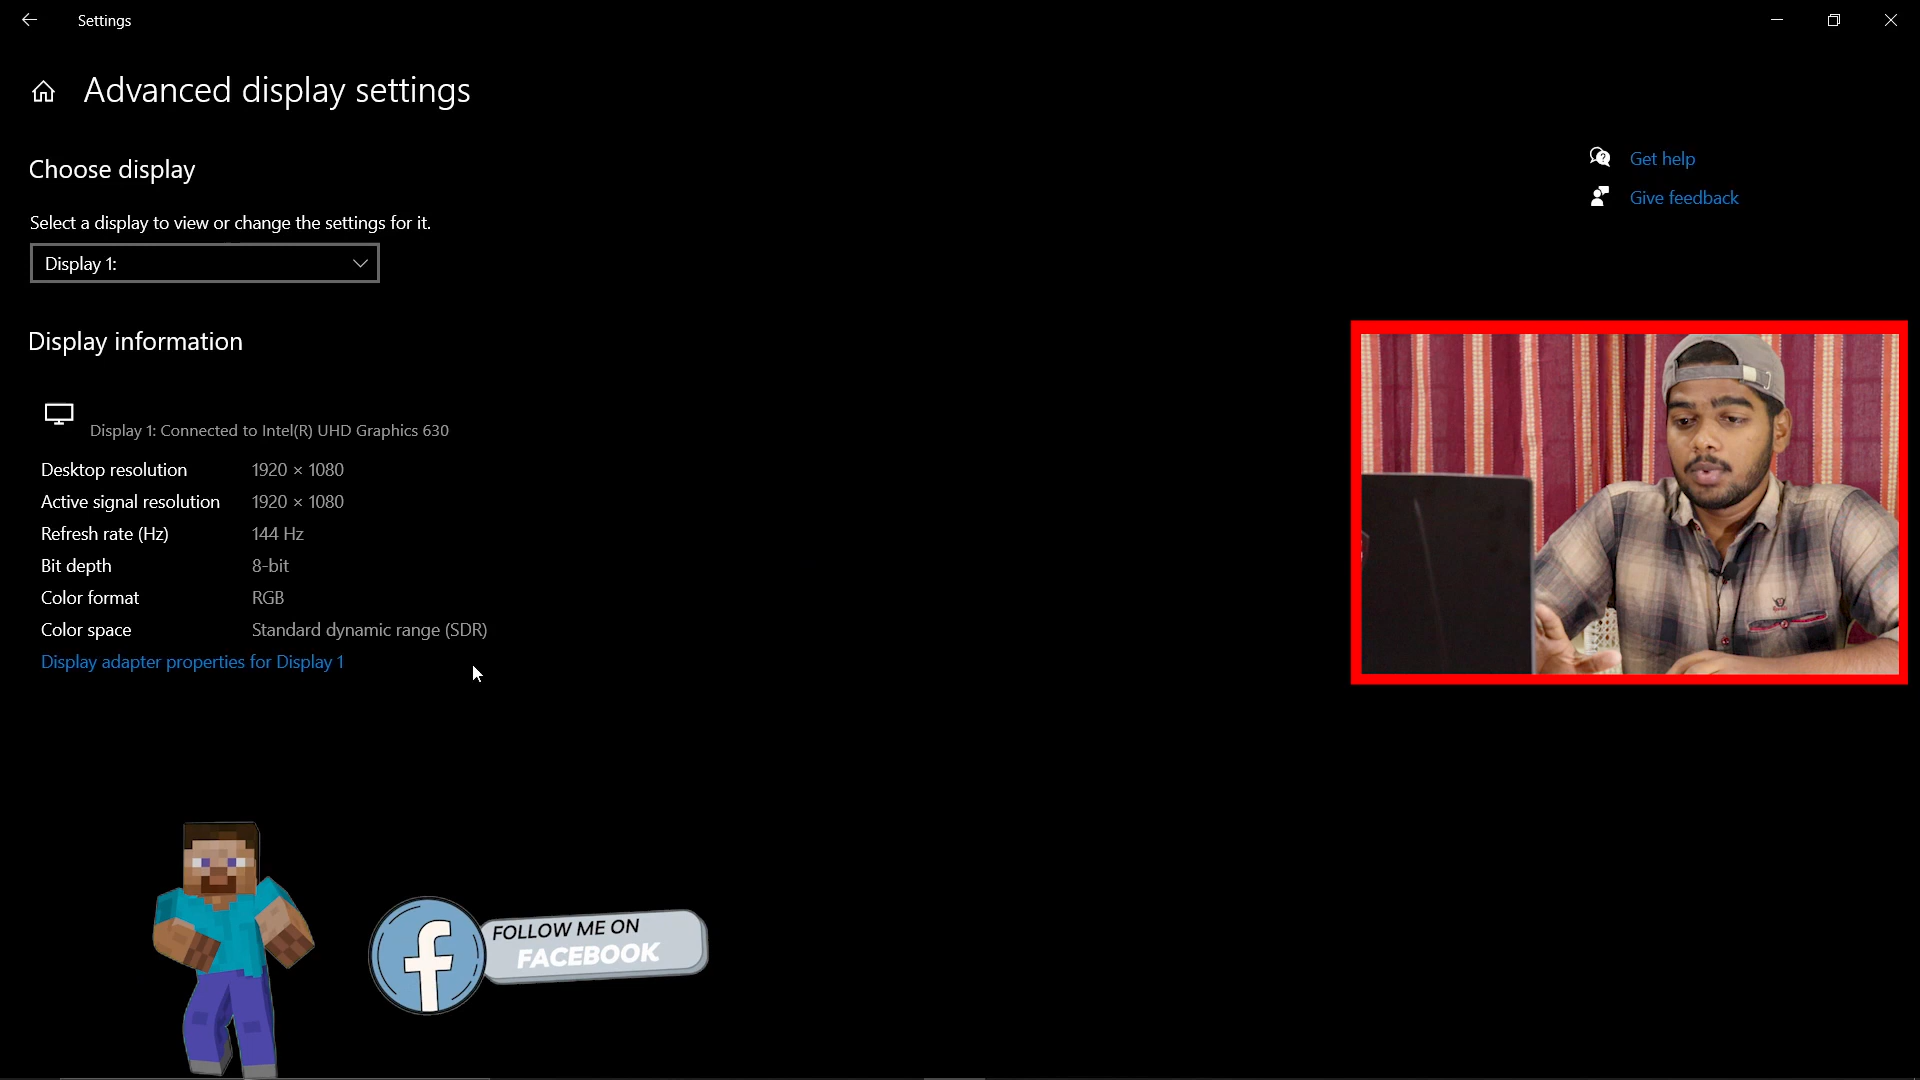 Settings
Advanced display settings
Choose display
Select a display to view or change the settings for it.
Display 1:
Get help
Give feedback
Display information
Display 1: Connected to Intel(R) UHD Graphics 630
Desktop resolution 1920 × 1080
Active signal resolution 1920 × 1080
Refresh rate (Hz) 144 Hz
Bit depth 8-bit
Color format RGB
Color space Standard dynamic range (SDR)
Display adapter properties for Display 1
FOLLOW ME ON
FACEBOOK